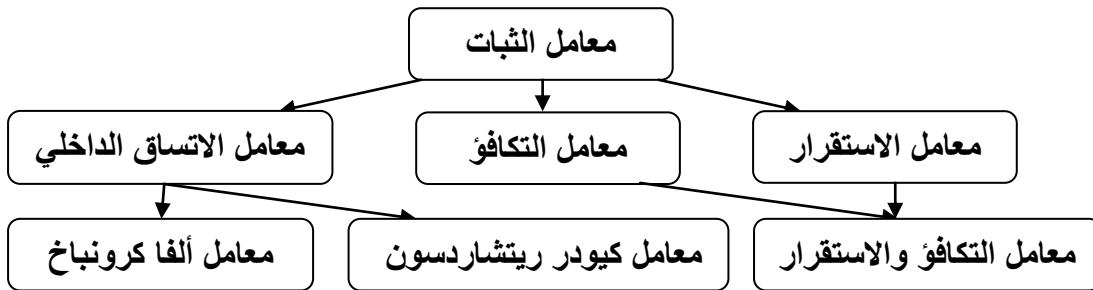 معامل الثبات
معامل الاستقرار
معامل التكافؤ
معامل الاتساق الداخلي
معامل التكافؤ والاستقرار
معامل كيودر ريتشاردسون
معامل ألفا كرونباخ